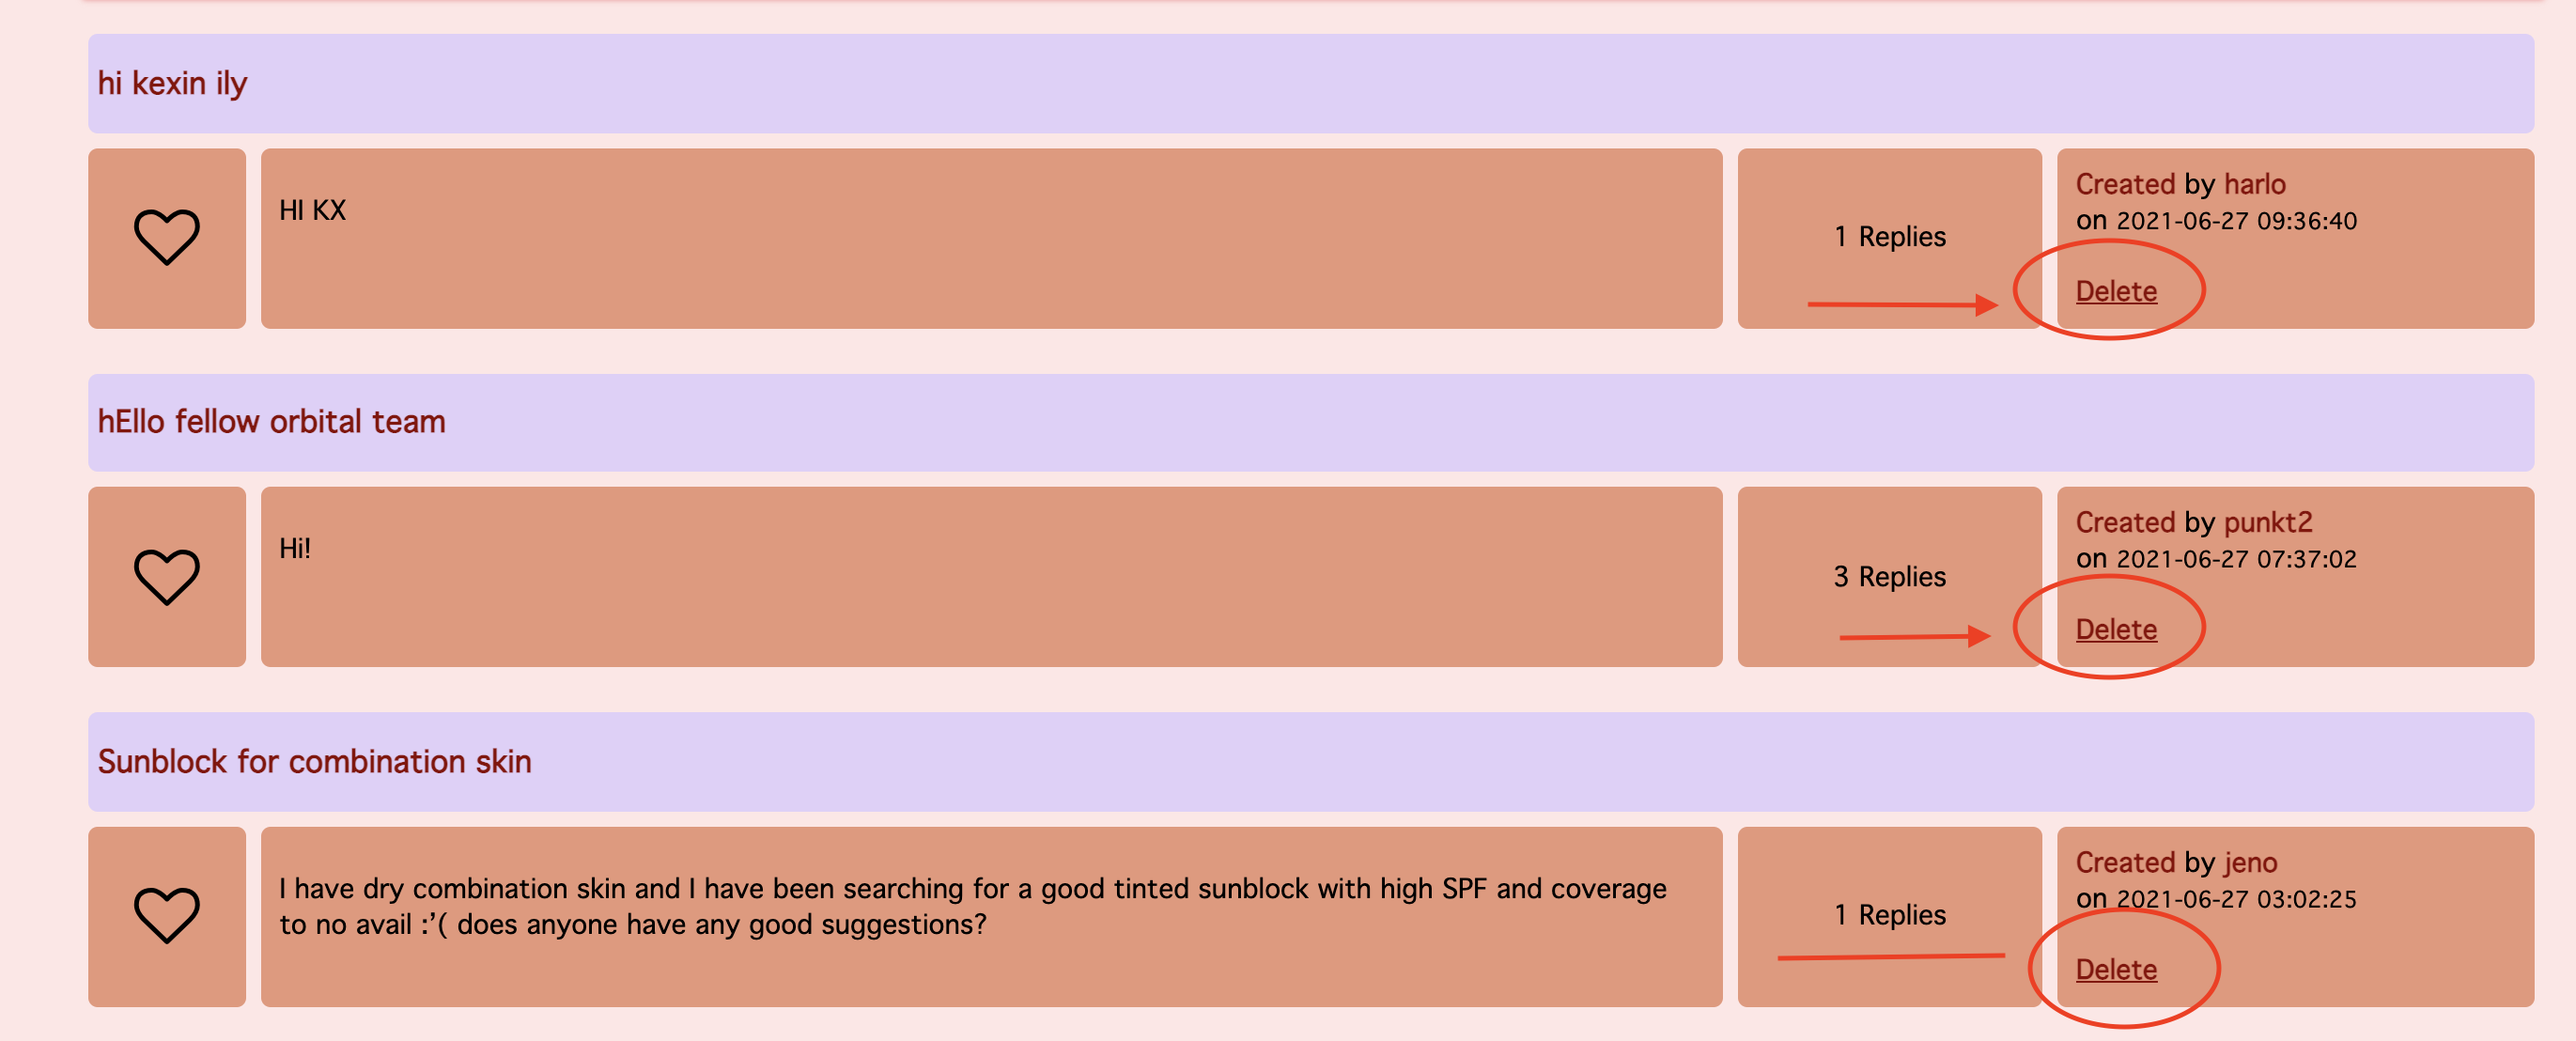 hi kexin ily
HI KX
1 Replies
Created by harlo
on 2021-06-27 09:36:40
Delete
hEllo fellow orbital team
Hi!
3 Replies
Created by punkt2
on 2021-06-27 07:37:02
Delete
Sunblock for combination skin
I have dry combination skin and I have been searching for a good tinted sunblock with high SPF and coverage
to no avail :’( does anyone have any good suggestions?
1 Replies
Created by jeno
on 2021-06-27 03:02:25
Delete